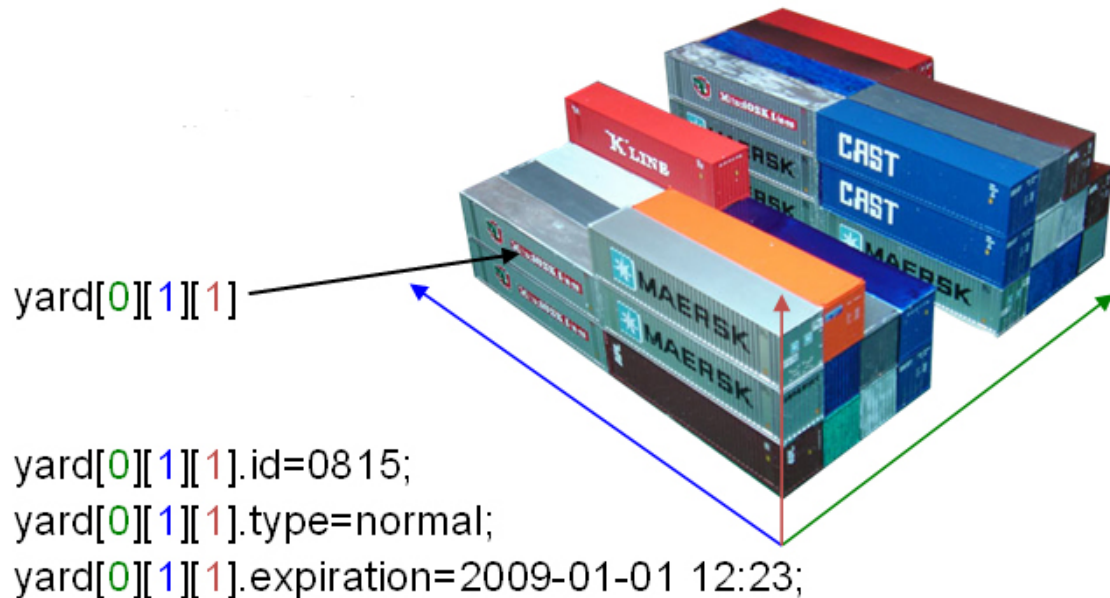 K LINE
MAERSK
CAST
MAERSK
CAST
MAERSK
yard[0][1][1]
MAERSK
MAERSK
yard[0][1][1].id=0815;
yard[0][1][1].type=normal;
yard[0][1][1].expiration=2009-01-01 12:23;